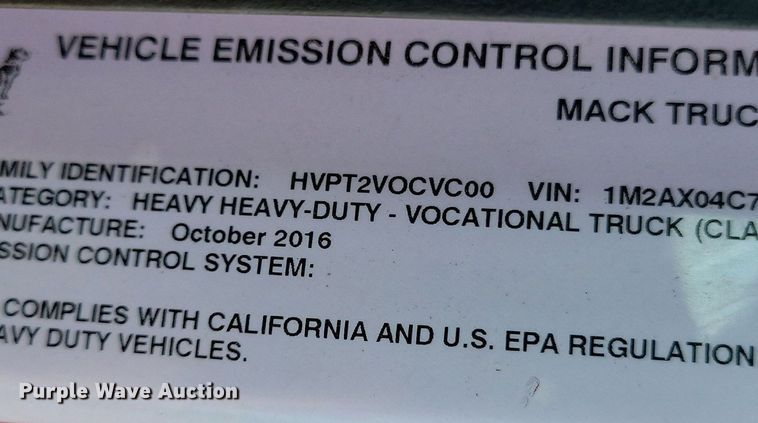 VEHICLE EMISSION CONTROL INFORM
MACK TRUC
MILY IDENTIFICATION: HVPT2VOCVC00 VIN: 1M2AX04C7
ATEGORY: HEAVY HEAVY-DUTY - VOCATIONAL TRUCK (CLA
NUFACTURE: October 2016
SSION CONTROL SYSTEM:
COMPLIES WITH CALIFORNIA AND U.S. EPA REGULATION
AVY DUTY VEHICLES.
Purple Wave Auction